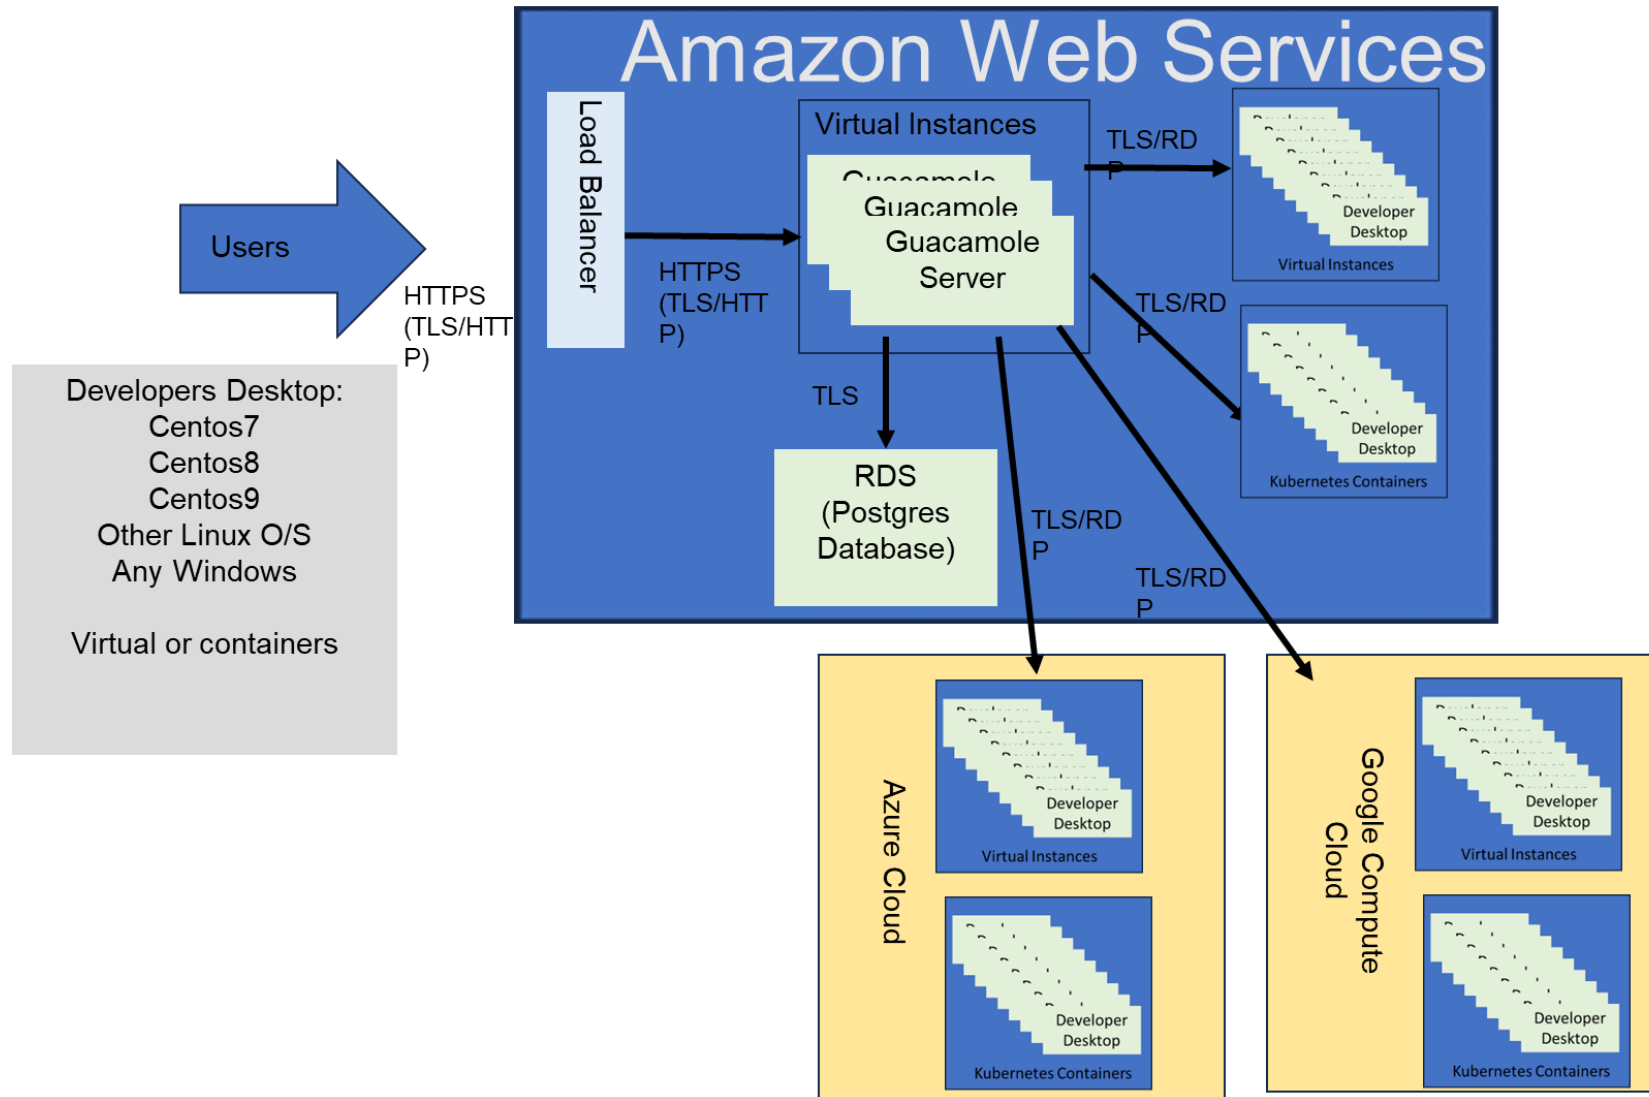 Amazon Web Services
Load Balancer
Virtual Instances
Guacamole
Guacamole
Guacamole
Server
TLS/RD
P
Developer
Desktop
Virtual Instances
Users
HTTPS
(TLS/HTT
P)
HTTPS
(TLS/HTT
P)
TLS/RD
P
Developer
Desktop
Kubernetes Containers
Developers Desktop:
Centos7
Centos8
Centos9
Other Linux O/S
Any Windows
Virtual or containers
TLS
RDS
(Postgres
Database)
TLS/RD
P
TLS/RD
P
Azure Cloud
Developer
Desktop
Virtual Instances
Developer
Desktop
Kubernetes Containers
Google Compute
Cloud
Developer
Desktop
Virtual Instances
Developer
Desktop
Kubernetes Containers